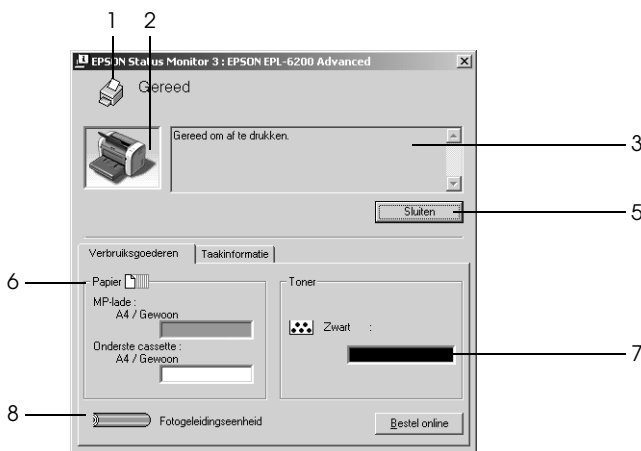 1 2
EPSON Status Monitor 3 : EPSON EPL-6200 Advanced
Gereed
Gereed om af te drukken.
3
Sluiten
5
Verbruiksgoederen Taakinformatie
6
Papier
Toner
MP-lade :
A4 / Gewoon
Zwart :
Onderste cassette :
A4 / Gewoon
7
8
Fotogeleidingseenheid
Bestel online